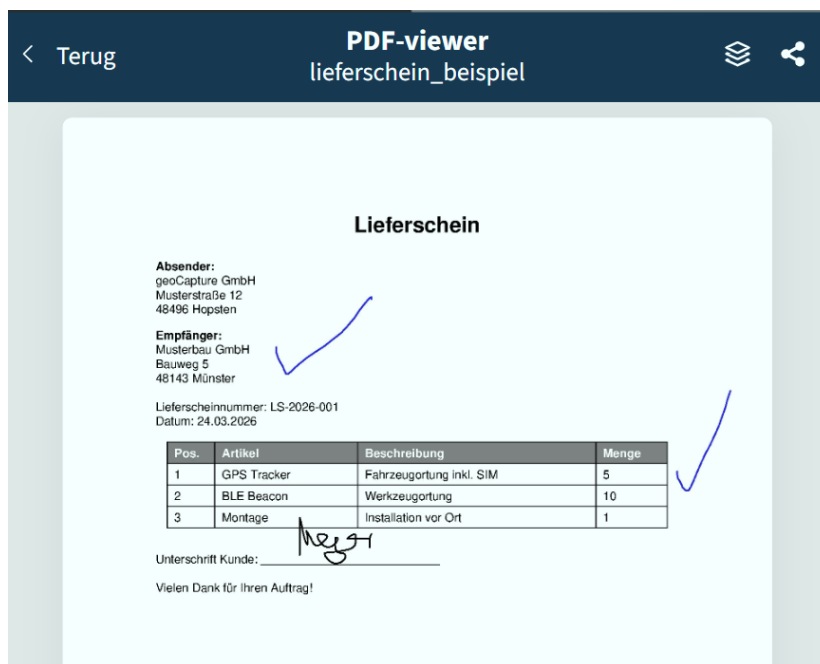 Terug
PDF-viewer
lieferschein_beispiel
Lieferschein
Absender:
geoCapture GmbH
Musterstraße 12
48496 Hopsten
Empfänger:
Musterbau GmbH
Bauweg 5
48143 Münster
Lieferscheinnummer: LS-2026-001
Datum: 24.03.2026
Pos. Artikel Beschreibung Menge
1 GPS Tracker Fahrzeugortung inkl. SIM 5
2 BLE Beacon Werkzeugortung 10
3 Montage Installation vor Ort 1
Unterschrift Kunde:
Vielen Dank für Ihren Auftrag!